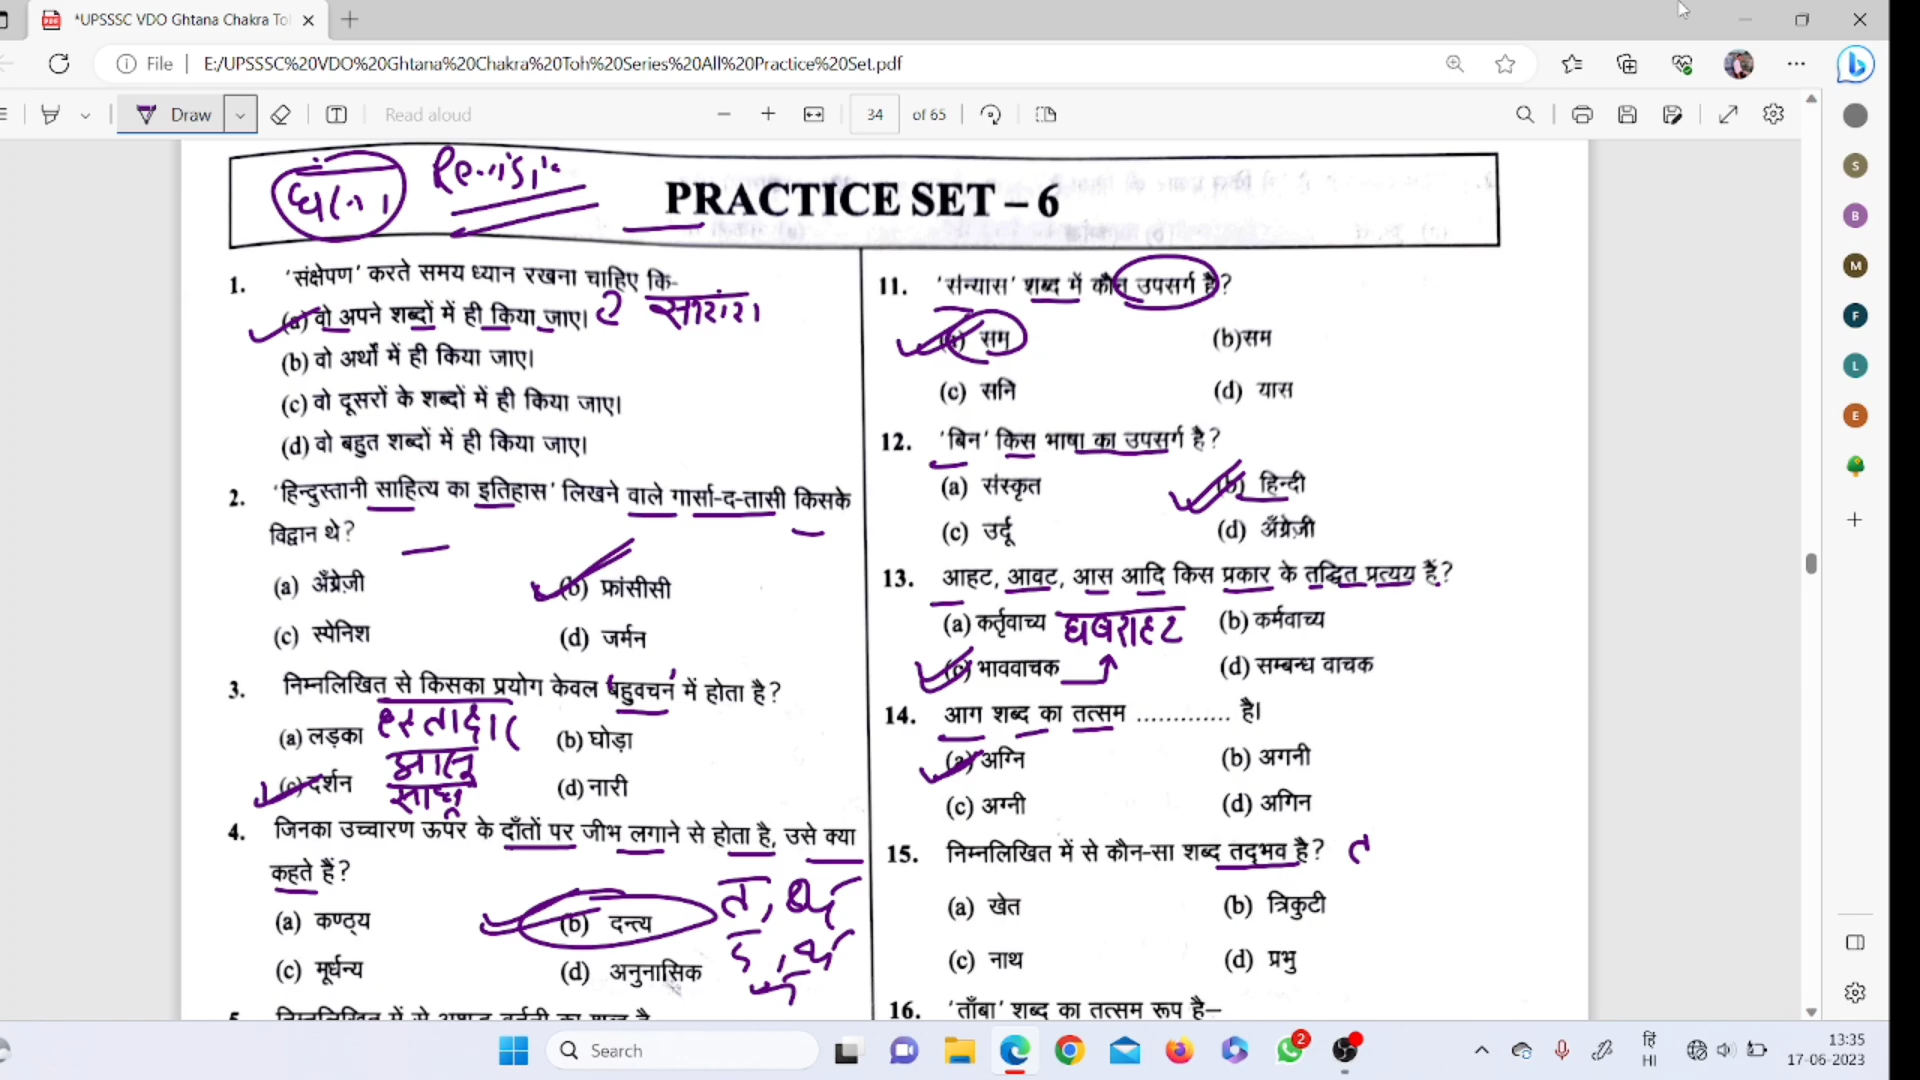 *UPSSSC VDO Ghtana Chakra To
File E:/UPSSSC%20VDO%20Ghtana%20Chakra%20Toh%20Series%20All%20Practice%20Set.pdf
Draw Read aloud 34 of 65
PRACTICE SET – 6
1. 'संक्षेपण' करते समय ध्यान रखना चाहिए कि-
(a) वो अपने शब्दों में ही किया जाए।
(b) वो अर्थों में ही किया जाए।
(c) वो दूसरों के शब्दों में ही किया जाए।
(d) वो बहुत शब्दों में ही किया जाए।
2. 'हिन्दुस्तानी साहित्य का इतिहास' लिखने वाले गार्सा-द-तासी किसके
विद्वान थे?
(a) अँग्रेज़ी (b) फ्रांसीसी
(c) स्पेनिश (d) जर्मन
3. निम्नलिखित से किसका प्रयोग केवल बहुवचन में होता है?
(a) लड़का (b) घोड़ा
(c) दर्शन (d) नारी
4. जिनका उच्चारण ऊपर के दाँतों पर जीभ लगाने से होता है, उसे क्या
कहते हैं?
(a) कण्ठ्य (b) दन्त्य
(c) मूर्धन्य (d) अनुनासिक
11. 'संन्यास' शब्द में कौन उपसर्ग है?
(a) सम् (b)सम
(c) सनि (d) यास
12. 'बिन' किस भाषा का उपसर्ग है?
(a) संस्कृत (b) हिन्दी
(c) उर्दू (d) अँग्रेज़ी
13. आहट, आवट, आस आदि किस प्रकार के तद्धित प्रत्यय हैं?
(a) कर्तृवाच्य घबराहट (b) कर्मवाच्य
(c) भाववाचक (d) सम्बन्ध वाचक
14. आग शब्द का तत्सम ............. है।
(a) अग्नि (b) अगनी
(c) अग्नी (d) अगिन
15. निम्नलिखित में से कौन-सा शब्द तद्भव है? त
(a) खेत (b) त्रिकुटी
(c) नाथ (d) प्रभु
16. 'ताँबा' शब्द का तत्सम रूप है–
S
B
M
F
L
E
Search
2
हिं
HI
13:35
17-06-2023